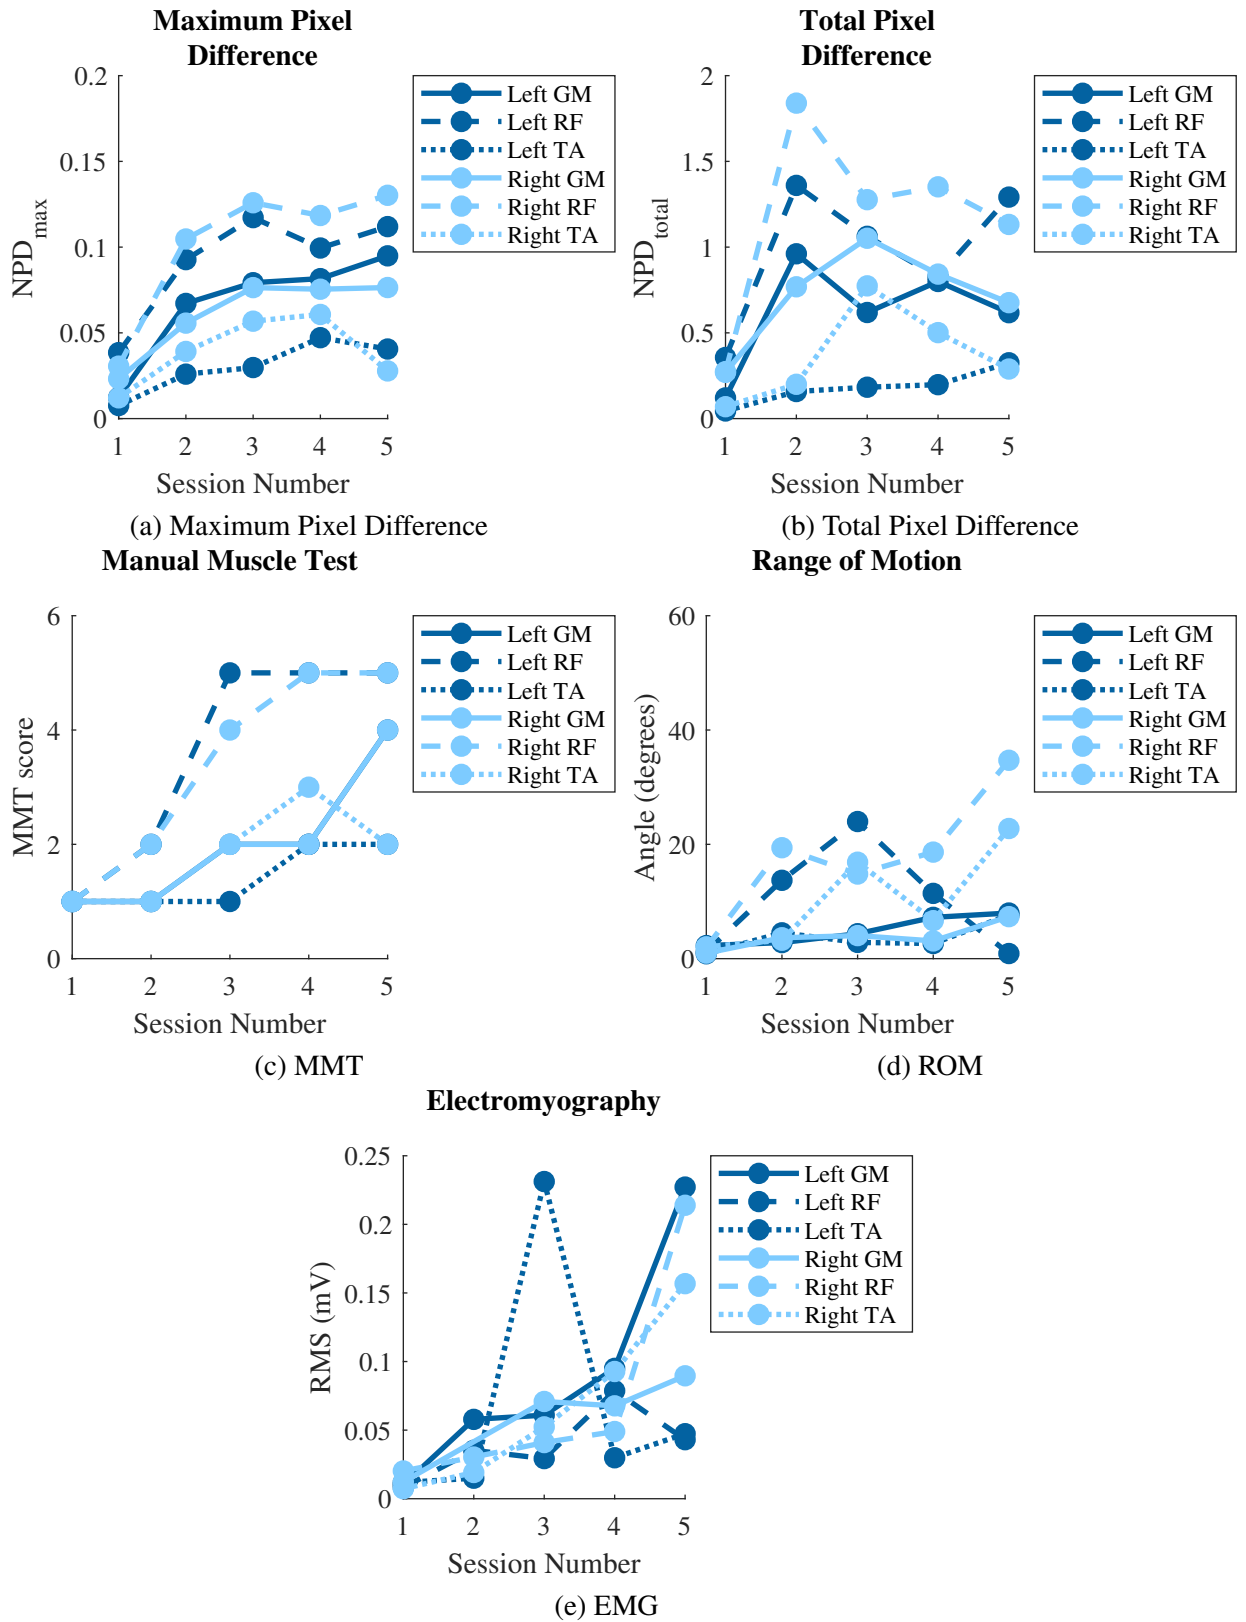 Maximum Pixel
Difference
0.2
0.15
0.1
0.05
0
NPD_max
1 2 3 4 5
Session Number
Left GM
Left RF
Left TA
Right GM
Right RF
Right TA
(a) Maximum Pixel Difference
Total Pixel
Difference
2
1.5
1
0.5
0
NPD_total
1 2 3 4 5
Session Number
Left GM
Left RF
Left TA
Right GM
Right RF
Right TA
(b) Total Pixel Difference
Manual Muscle Test
6
4
2
0
MMT score
1 2 3 4 5
Session Number
Left GM
Left RF
Left TA
Right GM
Right RF
Right TA
(c) MMT
Range of Motion
60
40
20
0
Angle (degrees)
1 2 3 4 5
Session Number
Left GM
Left RF
Left TA
Right GM
Right RF
Right TA
(d) ROM
Electromyography
0.25
0.2
0.15
0.1
0.05
0
RMS (mV)
1 2 3 4 5
Session Number
Left GM
Left RF
Left TA
Right GM
Right RF
Right TA
(e) EMG